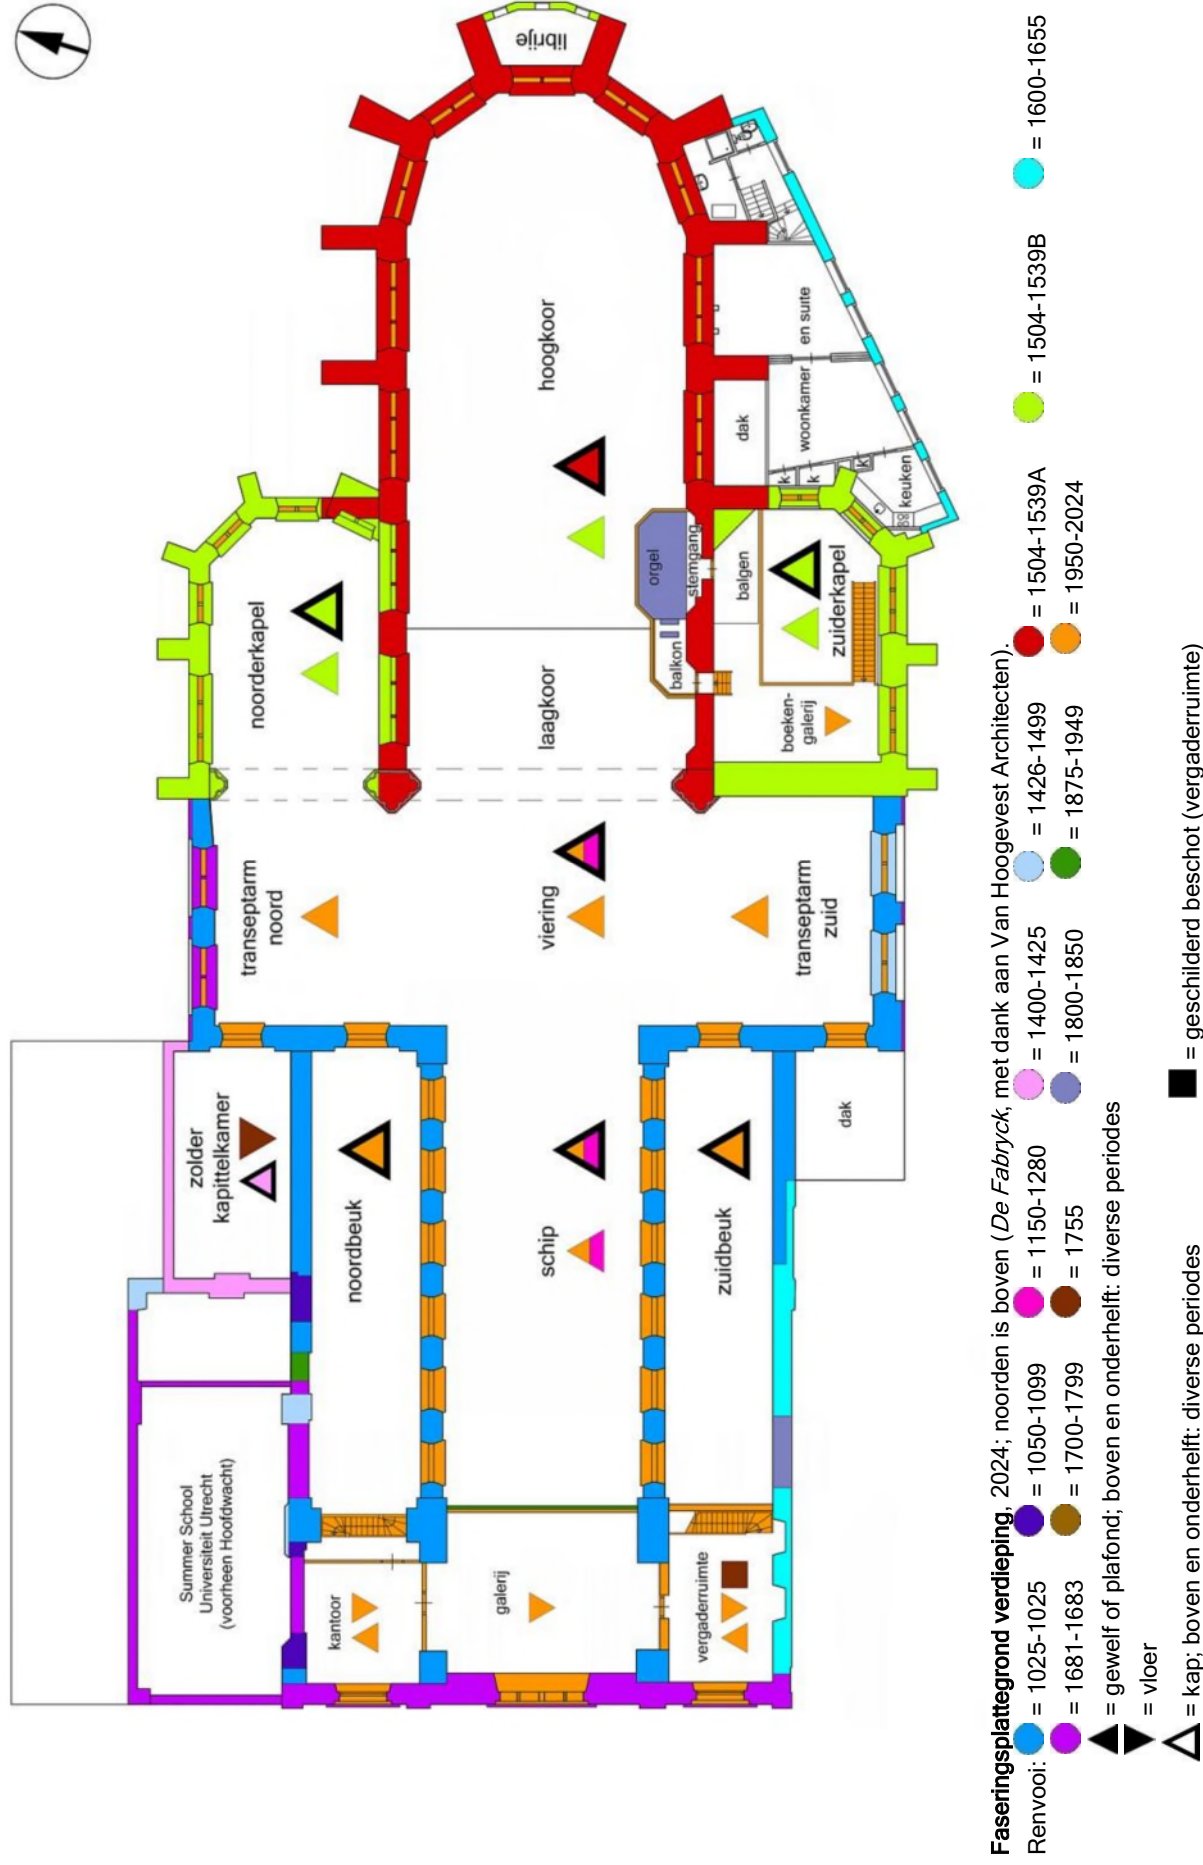 librije
hoogkoor
en suite
woonkamer
dak
k
k
k
keuken
noorderkapel
orgel
stemgang
balgen
zuiderkapel
balkon
laagkoor
boeken-
galerij
transeptarm
noord
viering
transeptarm
zuid
zolder
kapittelkamer
noordbeuk
schip
zuidbeuk
dak
Summer School
Universiteit Utrecht
(voorheen Hoofdwacht)
kantoor
galerij
vergaderruimte
Faseringsplattegrond verdieping, 2024; noorden is boven (De Fabryck, met dank aan Van Hoogevest Architecten).
Renvooi: = 1025-1025 = 1050-1099 = 1150-1280 = 1400-1425 = 1426-1499 = 1504-1539A = 1504-1539B = 1600-1655
= 1681-1683 = 1700-1799 = 1755 = 1800-1850 = 1875-1949 = 1950-2024
= gewelf of plafond; boven en onderhelft: diverse periodes
= vloer
= kap; boven en onderhelft: diverse periodes = geschilderd beschot (vergaderruimte)